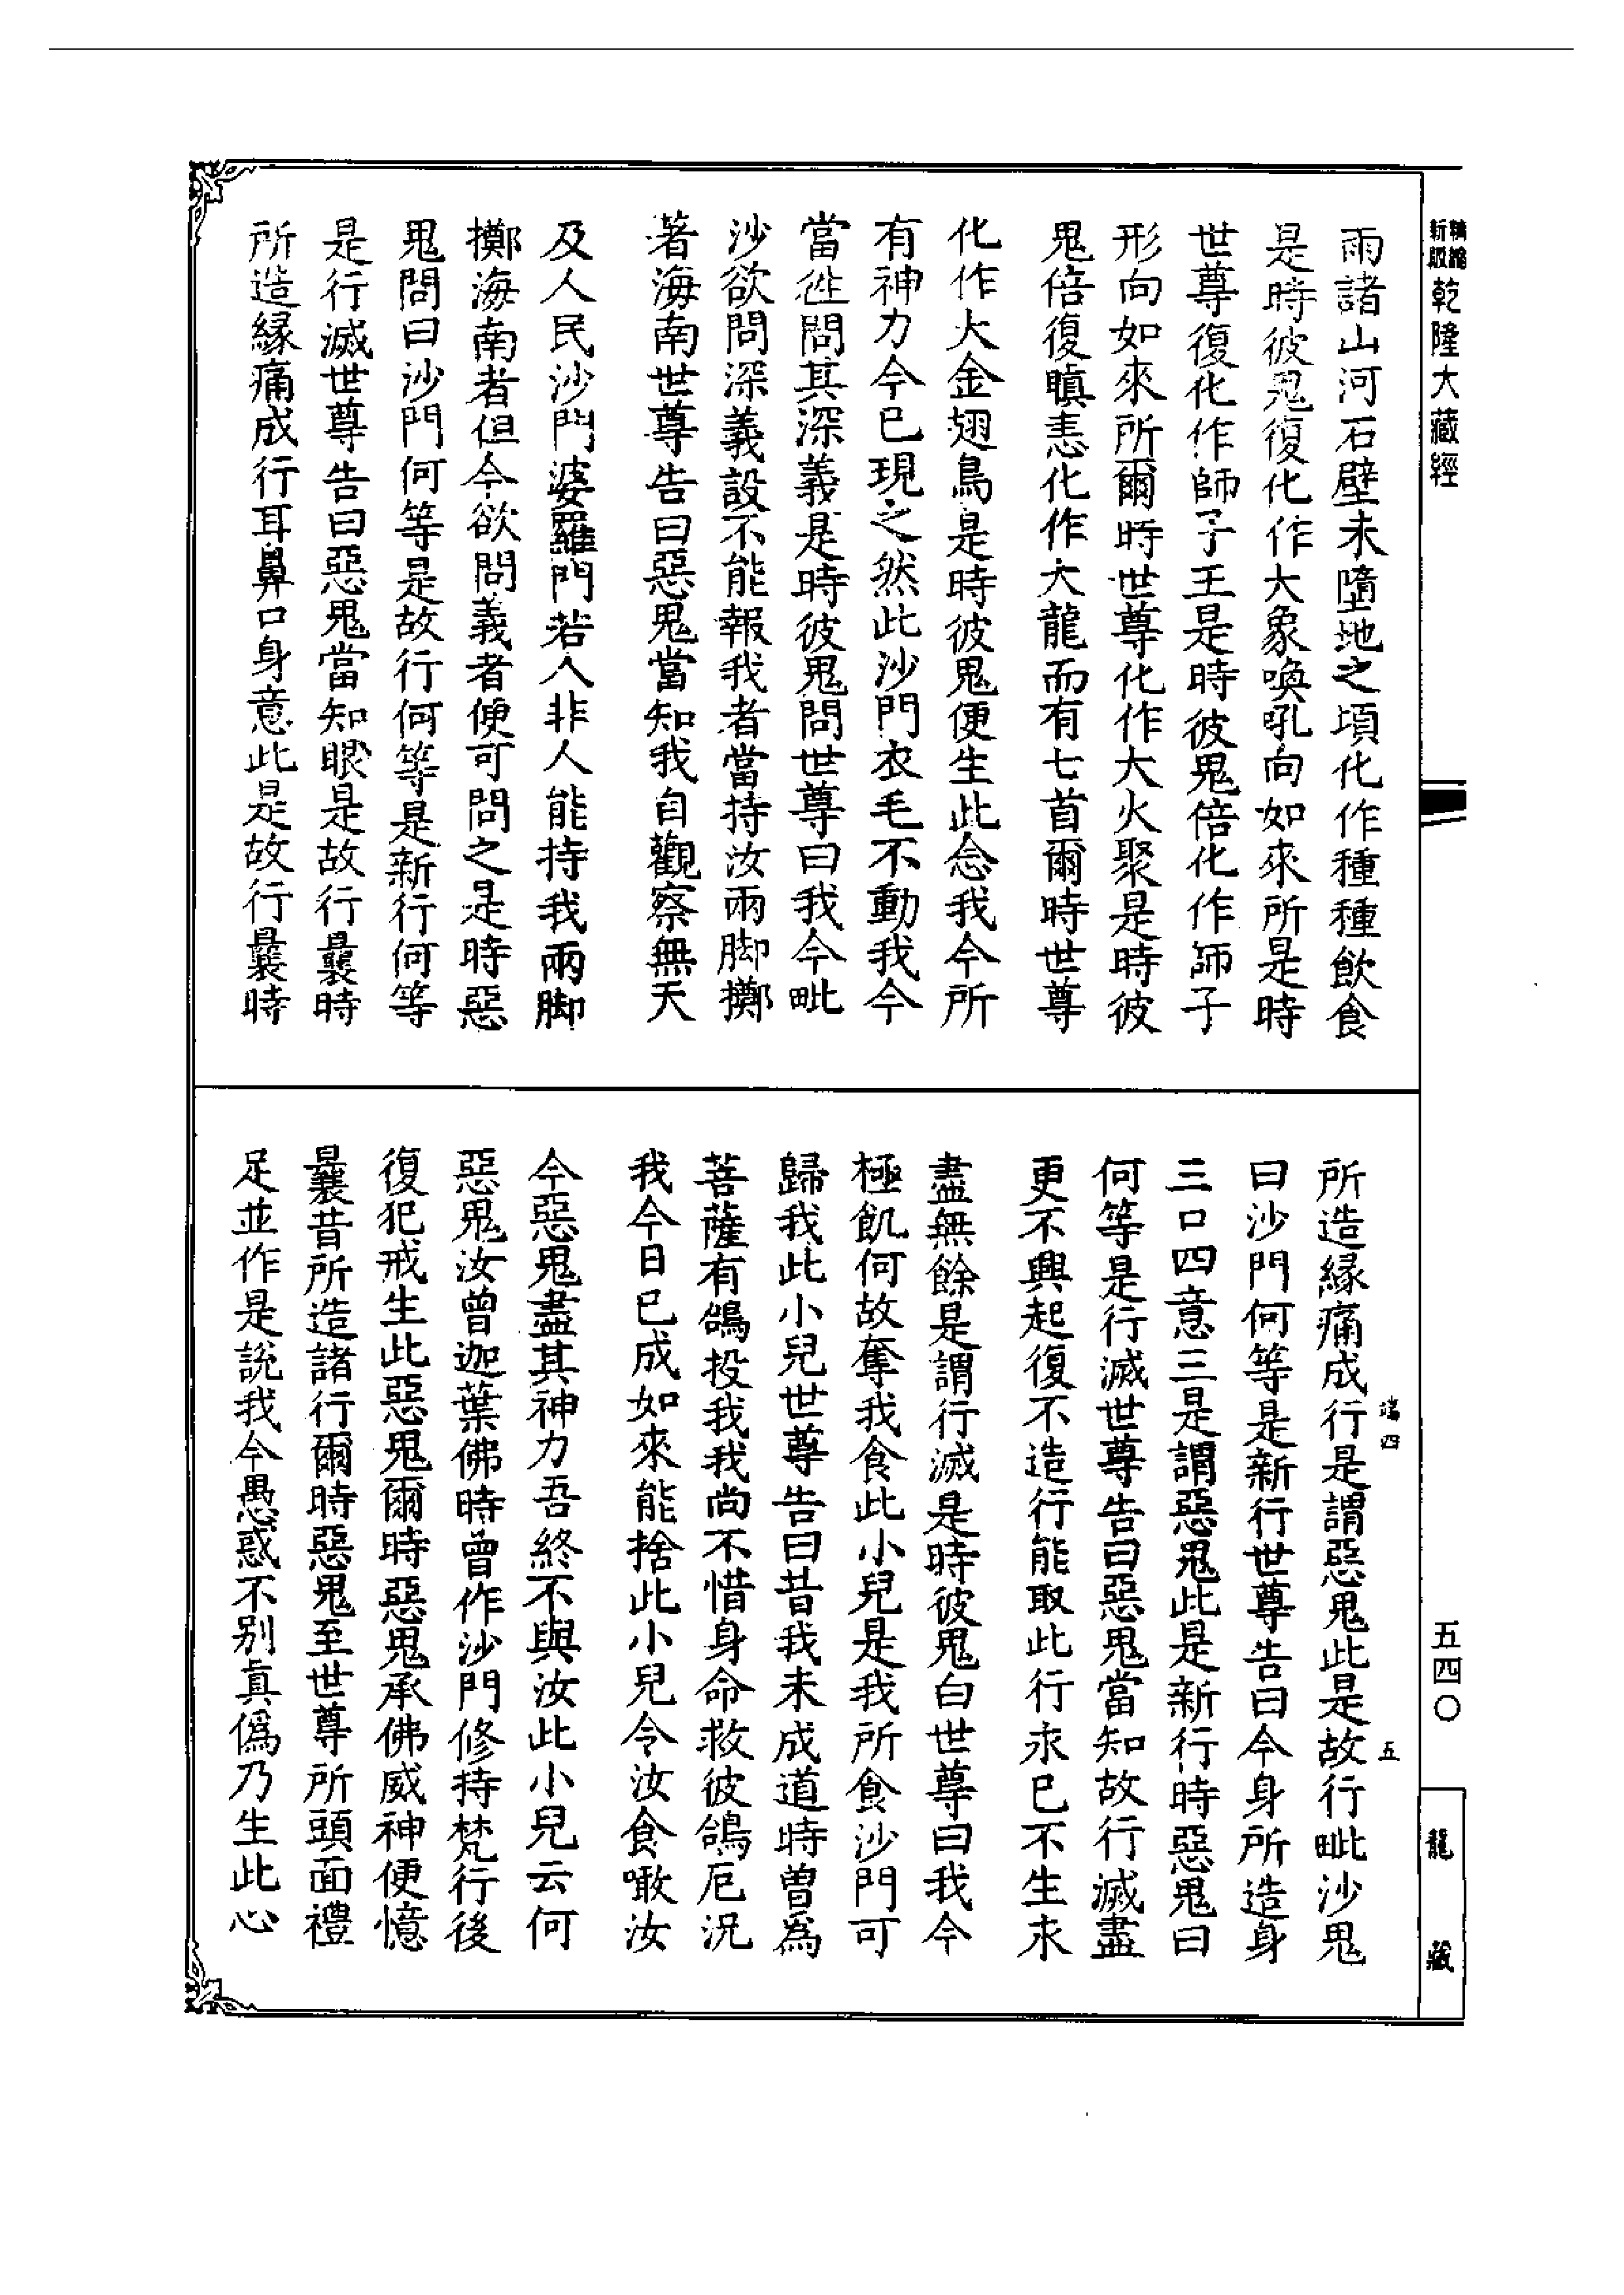 精縮新版乾隆大藏經
雨諸山河石壁未墮地之頃化作種種飲食
是時彼鬼復化作大象喚吼向如來所是時
世尊復化作師子王是時彼鬼倍化作師子
形向如來所爾時世尊化作大火聚是時彼
鬼倍復瞋恚化作大龍而有七首爾時世尊
化作大金翅鳥是時彼鬼便生此念我今所
有神力今已現之然此沙門衣毛不動我今
當徃問其深義是時彼鬼問世尊曰我今毗
沙欲問深義設不能報我者當持汝兩脚擲
著海南世尊告曰惡鬼當知我自觀察無天
及人民沙門婆羅門若人非人能持我兩脚
擲海南者但今欲問義者便可問之是時惡
鬼問曰沙門何等是故行何等是新行何等
是行滅世尊告曰惡鬼當知眼是故行曩時
所造緣痛成行耳鼻口身意此是故行曩時
所造緣痛成行是謂惡鬼此是故行毗沙鬼
曰沙門何等是新行世尊告曰今身所造身
三口四意三是謂惡鬼此是新行時惡鬼曰
何等是行滅世尊告曰惡鬼當知故行滅盡
更不興起復不造行能取此行永已不生永
盡無餘是謂行滅是時彼鬼白世尊曰我今
極飢何故奪我食此小兒是我所食沙門可
歸我此小兒世尊告曰昔我未成道時曾爲
菩薩有鴿投我我尚不惜身命救彼鴿厄況
我今日已成如來能捨此小兒令汝食噉汝
今惡鬼盡其神力吾終不與汝此小兒云何
惡鬼汝曾迦葉佛時曾作沙門修持梵行後
復犯戒生此惡鬼爾時惡鬼承佛威神便憶
曩昔所造諸行爾時惡鬼至世尊所頭面禮
足並作是說我今愚惑不別真僞乃生此心
端四
五
五四〇
龍藏